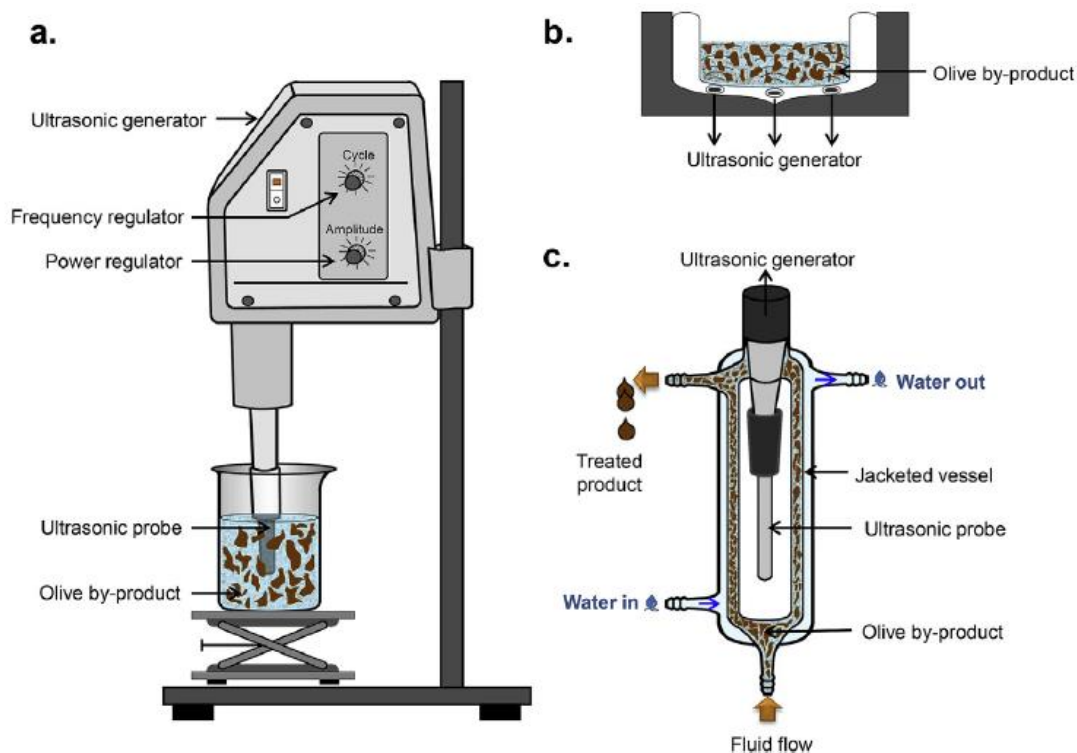 a.
Ultrasonic generator
Cycle
Frequency regulator
Amplitude
Power regulator
Ultrasonic probe
Olive by-product
b.
Olive by-product
Ultrasonic generator
c.
Ultrasonic generator
Water out
Treated
product
Jacketed vessel
Ultrasonic probe
Water in
Olive by-product
Fluid flow